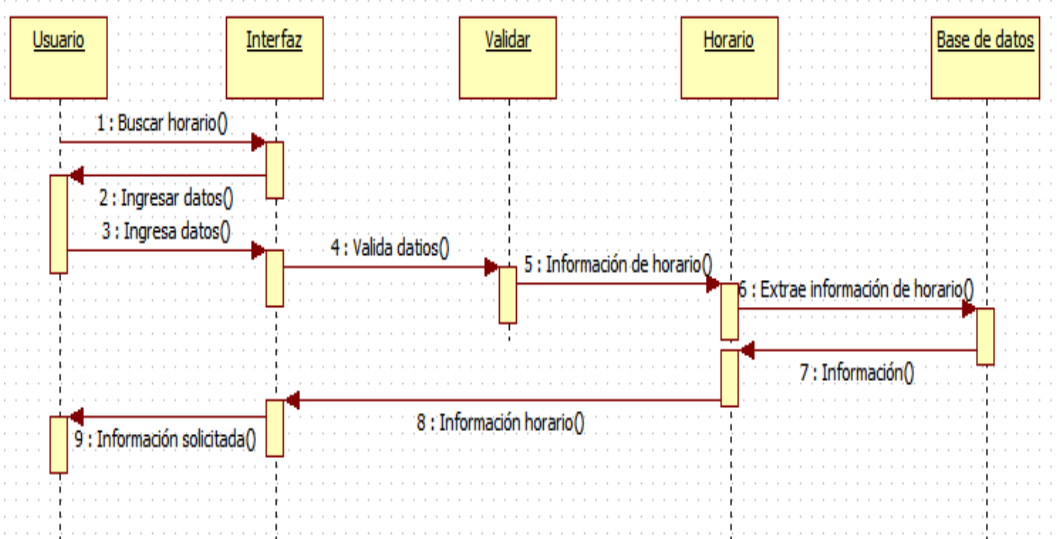 Usuario
Interfaz
Validar
Horario
Base de datos
1 : Buscar horario()
2 : Ingresar datos()
3 : Ingresa datos()
4 : Valida datios()
5 : Información de horario()
6 : Extrae información de horario()
7 : Información()
8 : Información horario()
9 : Información solicitada()